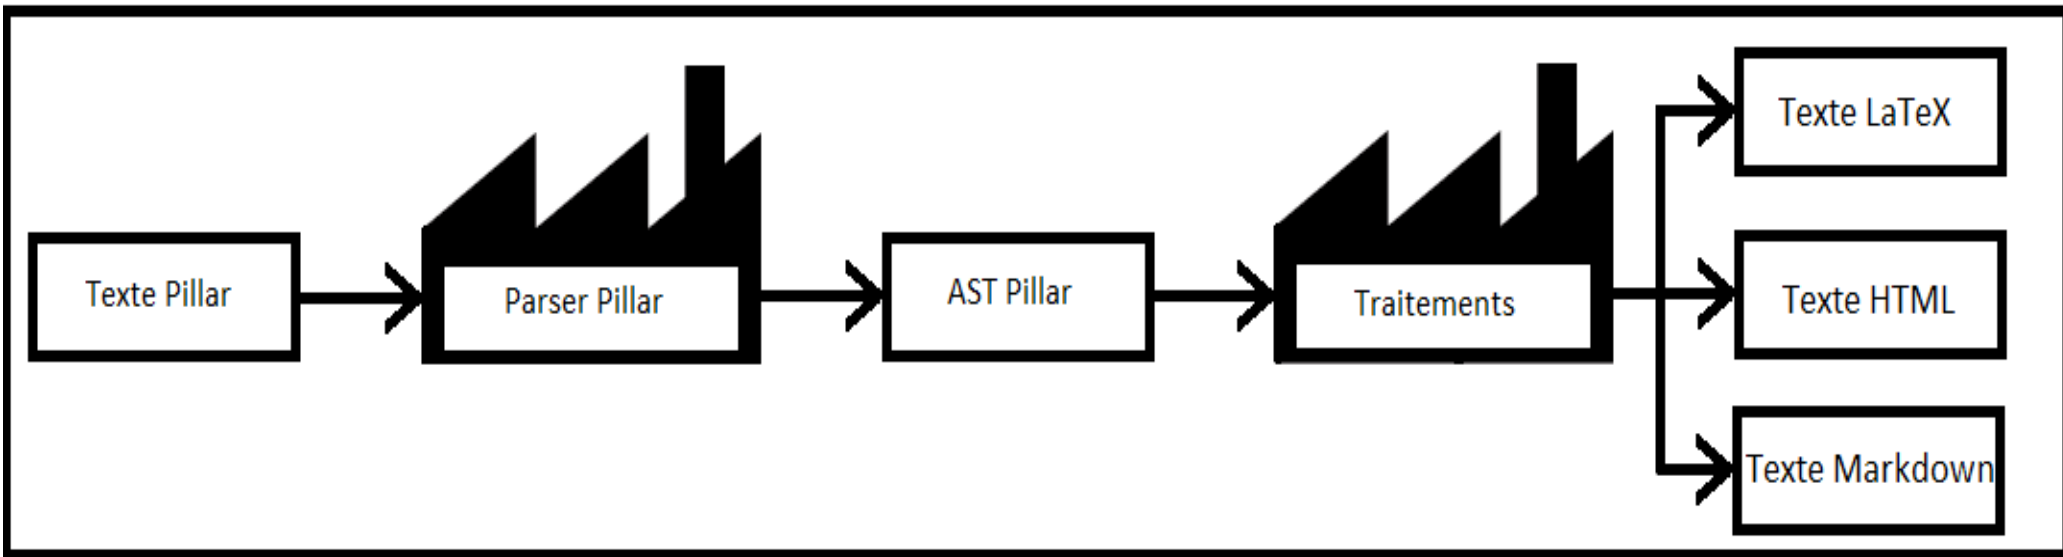 Texte Pillar
Parser Pillar
AST Pillar
Traitements
Texte LaTeX
Texte HTML
Texte Markdown